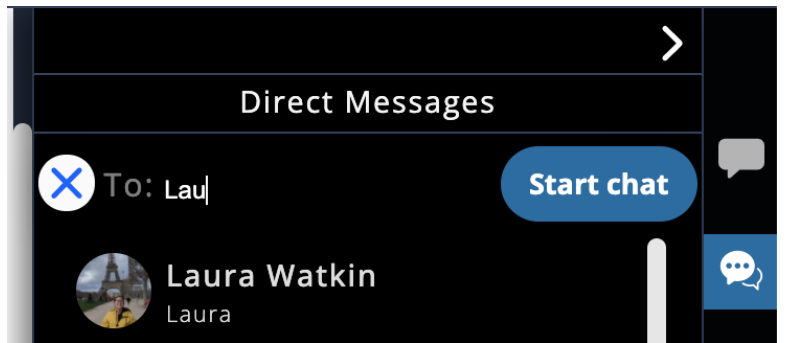 Direct Messages
To: Lau
Start chat
Laura Watkin
Laura